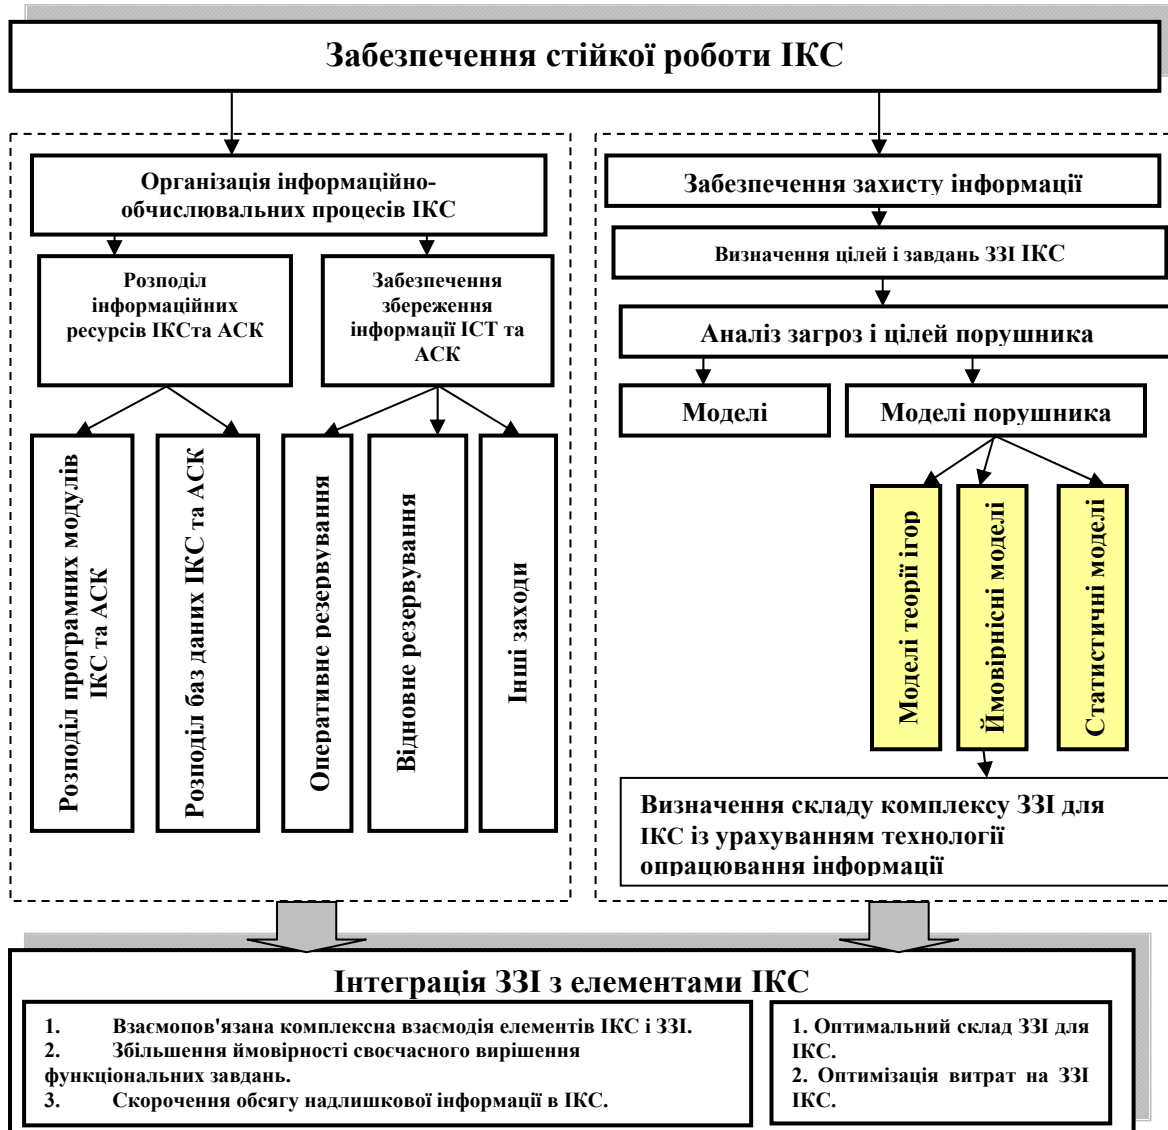 Забезпечення стійкої роботи ІКС
Організація інформаційно-
обчислювальних процесів ІКС
Розподіл
інформаційних
ресурсів ІКСта АСК
Забезпечення
збереження
інформації ІСТ та
АСК
Розподіл програмних модулів
ІКС та АСК
Розподіл баз даних ІКС та АСК
Оперативне резервування
Відновне резервування
Інші заходи
Забезпечення захисту інформації
Визначення цілей і завдань ЗЗІ ІКС
Аналіз загроз і цілей порушника
Моделі
Моделі порушника
Моделі теорії ігор
Ймовірнісні моделі
Статистичні моделі
Визначення складу комплексу ЗЗІ для
ІКС із урахуванням технології
опрацювання інформації
Інтеграція ЗЗІ з елементами ІКС
1. Взаємопов'язана комплексна взаємодія елементів ІКС і ЗЗІ.
2. Збільшення ймовірності своєчасного вирішення
функціональних завдань.
3. Скорочення обсягу надлишкової інформації в ІКС.
1. Оптимальний склад ЗЗІ для
ІКС.
2. Оптимізація витрат на ЗЗІ
ІКС.